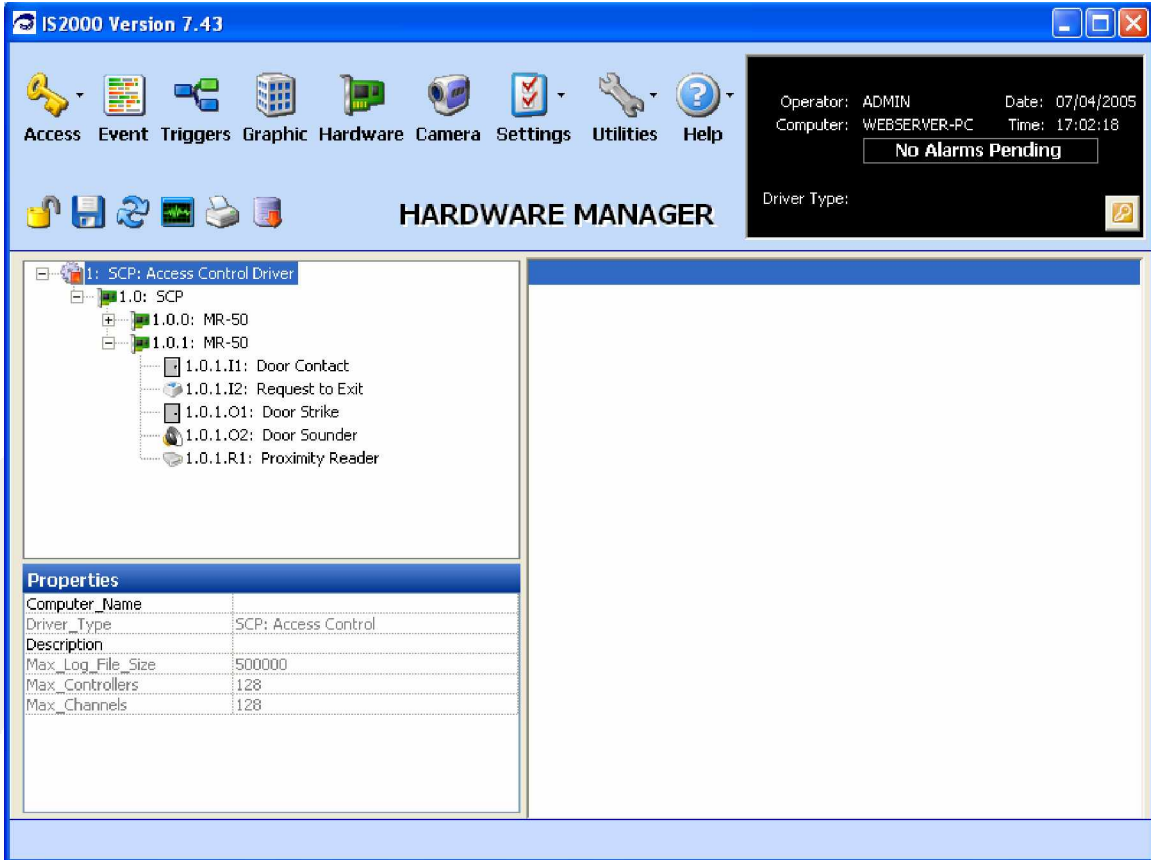 IS2000 Version 7.43
Access Event Triggers Graphic Hardware Camera Settings Utilities Help
Operator: ADMIN Date: 07/04/2005
Computer: WEBSERVER-PC Time: 17:02:18
No Alarms Pending
Driver Type:
HARDWARE MANAGER
1: SCP: Access Control Driver
1.0: SCP
1.0.0: MR-50
1.0.1: MR-50
1.0.1.I1: Door Contact
1.0.1.I2: Request to Exit
1.0.1.O1: Door Strike
1.0.1.O2: Door Sounder
1.0.1.R1: Proximity Reader
Properties
Computer_Name
Driver_Type SCP: Access Control
Description
Max_Log_File_Size 500000
Max_Controllers 128
Max_Channels 128